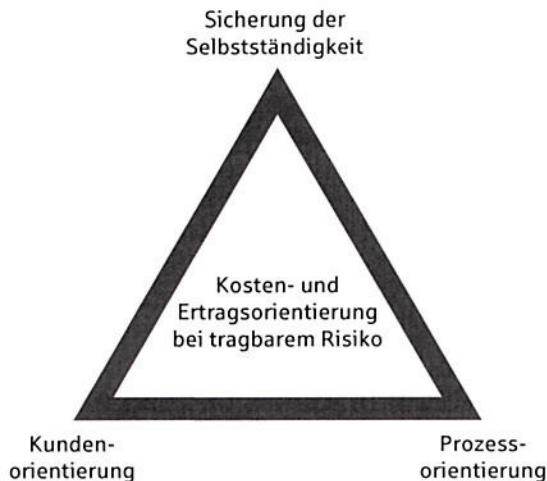 Sicherung der
Selbstständigkeit
Kosten- und
Ertragsorientierung
bei tragbarem Risiko
Kunden-
orientierung
Prozess-
orientierung